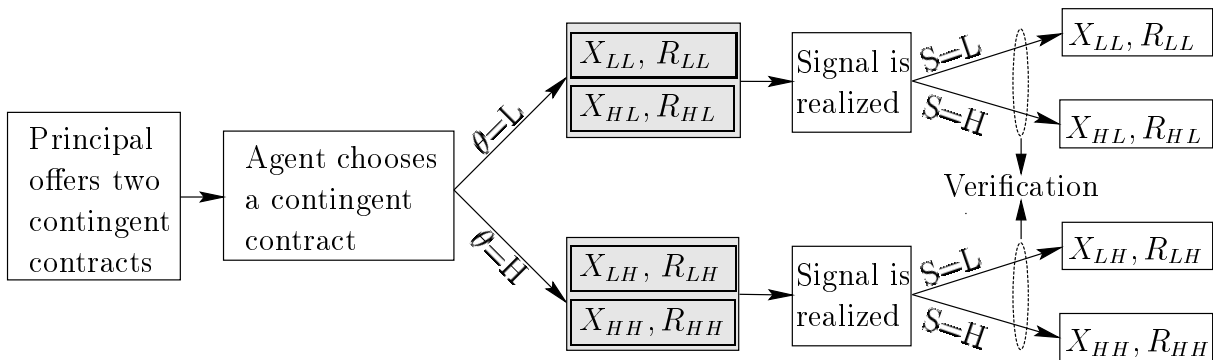 Principal
offers two
contingent
contracts
Agent chooses
a contingent
contract
θ=L
θ=H
X_{LL}, R_{LL}
X_{HL}, R_{HL}
X_{LH}, R_{LH}
X_{HH}, R_{HH}
Signal is
realized
S=L
S=H
X_{LL}, R_{LL}
X_{HL}, R_{HL}
Verification
Signal is
realized
S=L
S=H
X_{LH}, R_{LH}
X_{HH}, R_{HH}